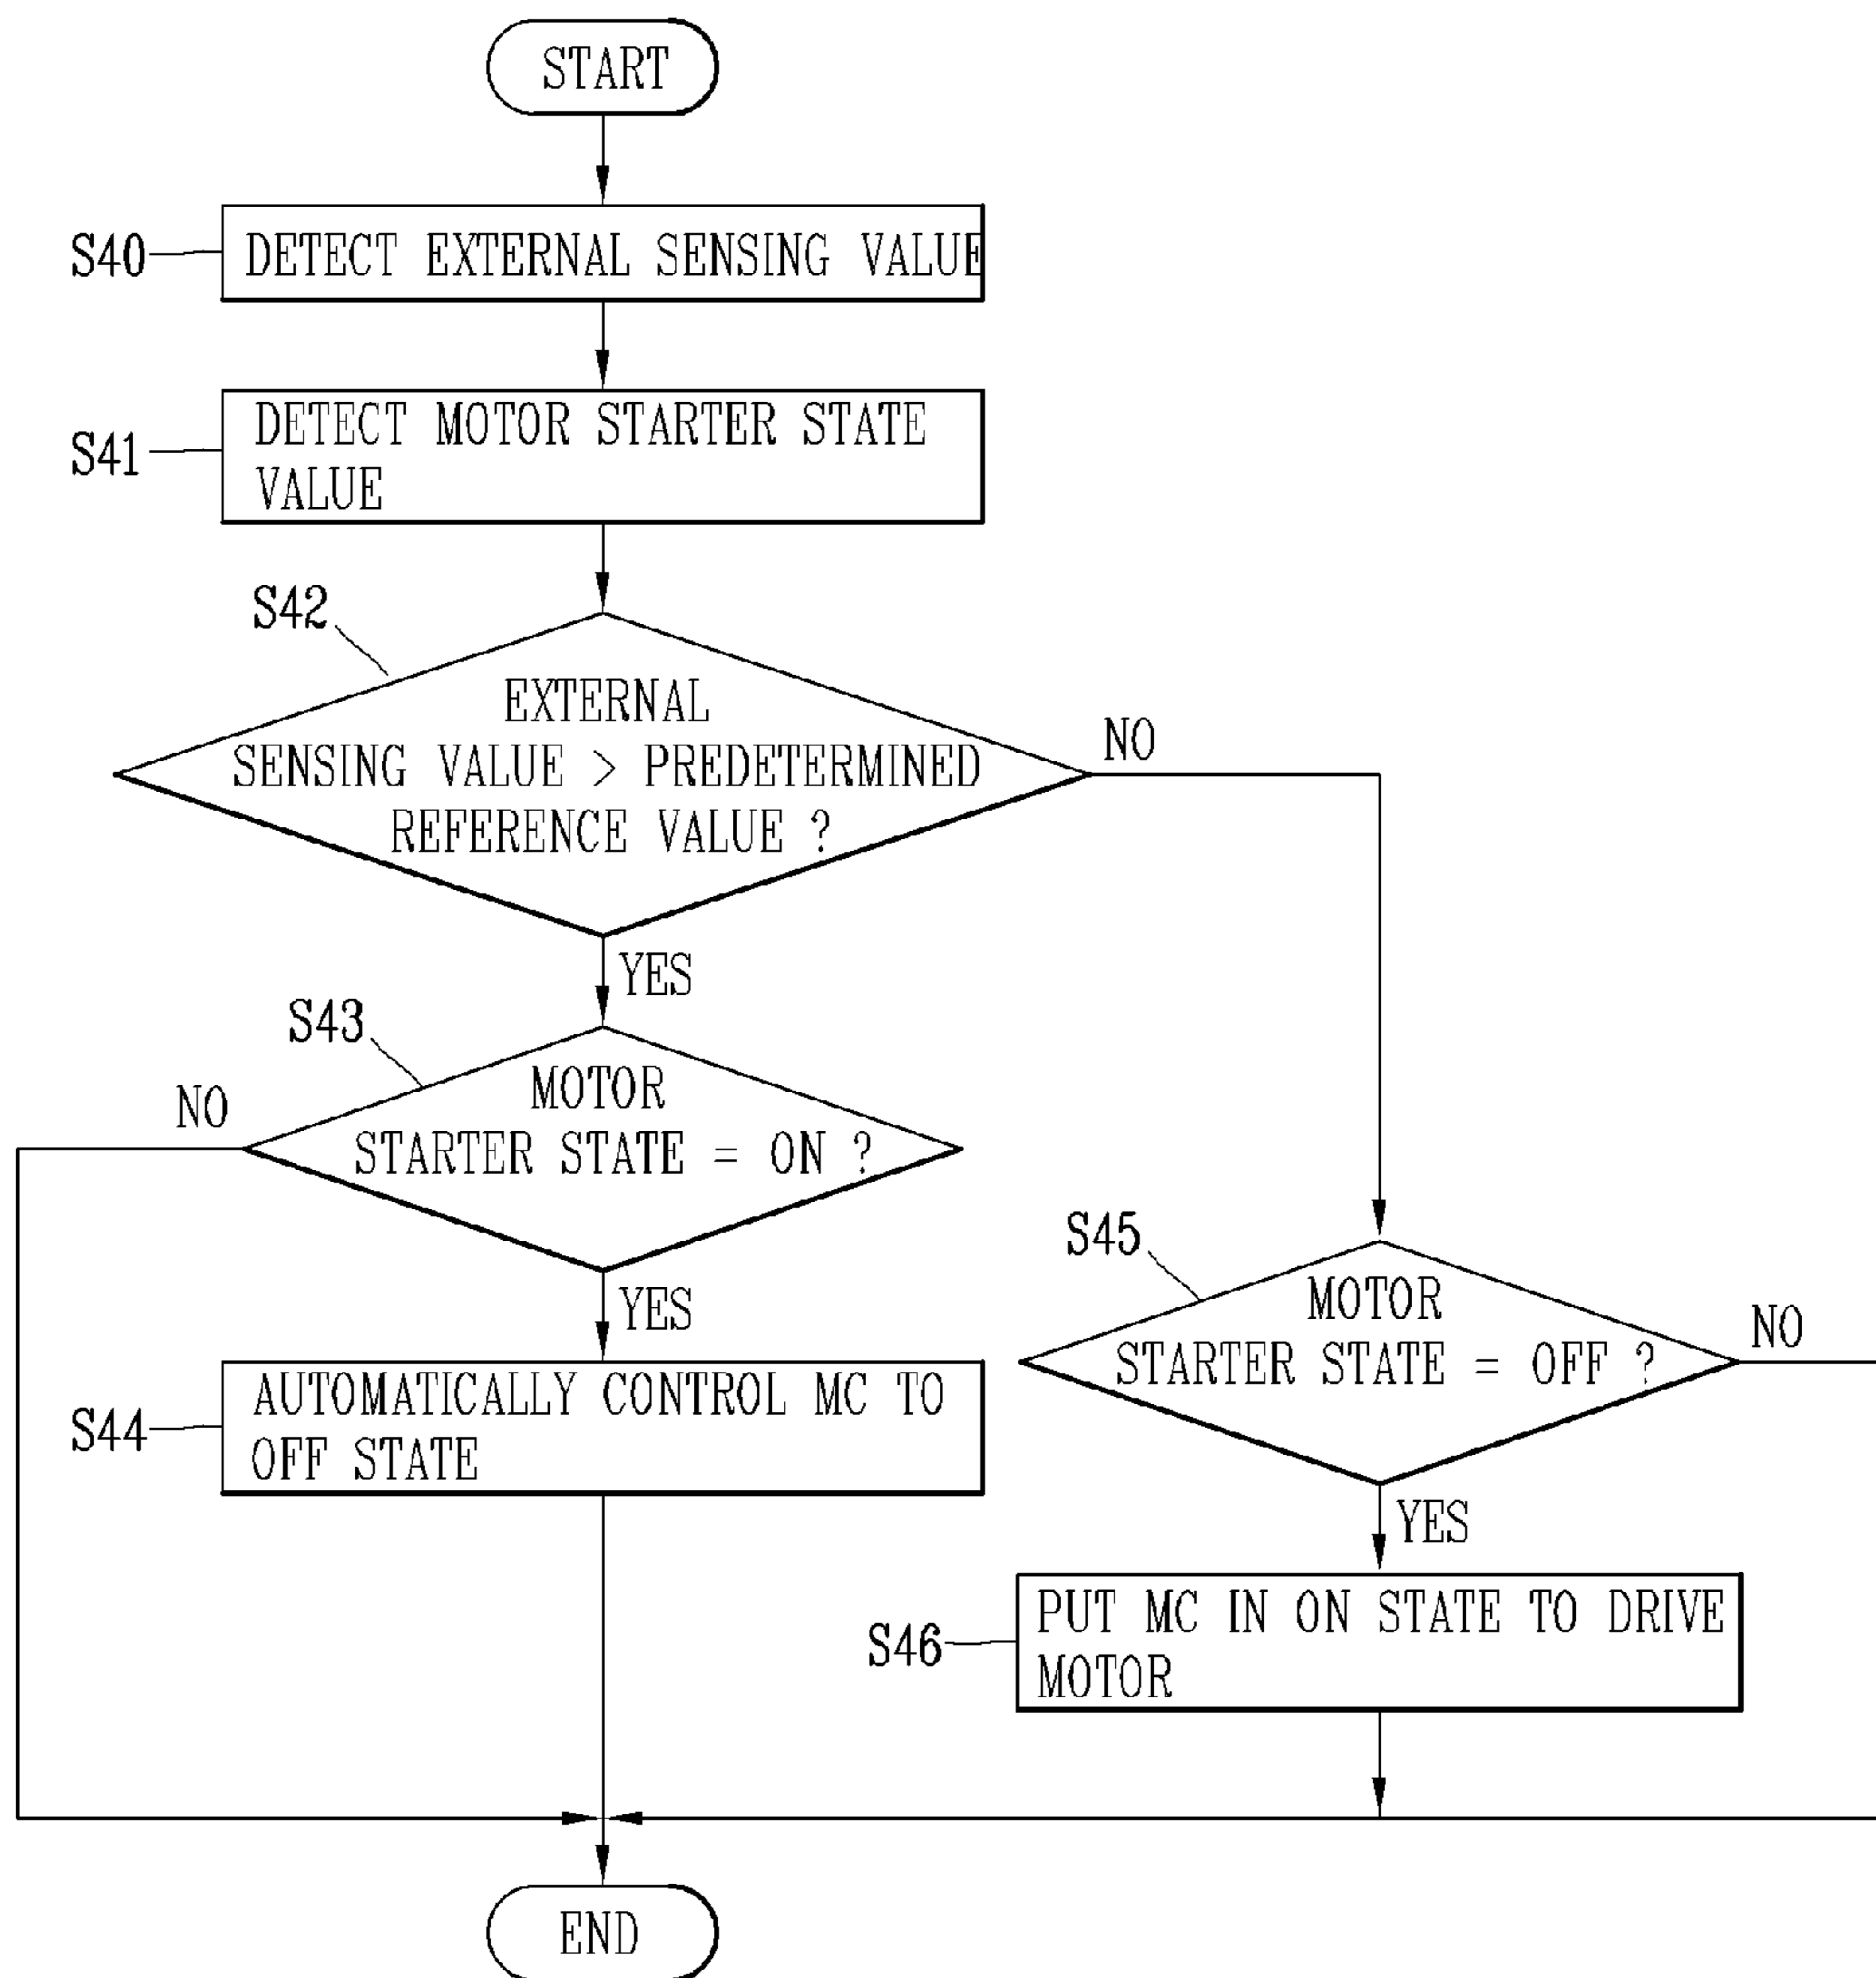 START
S40
DETECT EXTERNAL SENSING VALUE
S41
DETECT MOTOR STARTER STATE
VALUE
S42
EXTERNAL
SENSING VALUE > PREDETERMINED
REFERENCE VALUE ?
NO
YES
S43
MOTOR
STARTER STATE = ON ?
NO
YES
S44
AUTOMATICALLY CONTROL MC TO
OFF STATE
S45
MOTOR
STARTER STATE = OFF ?
NO
YES
S46
PUT MC IN ON STATE TO DRIVE
MOTOR
END